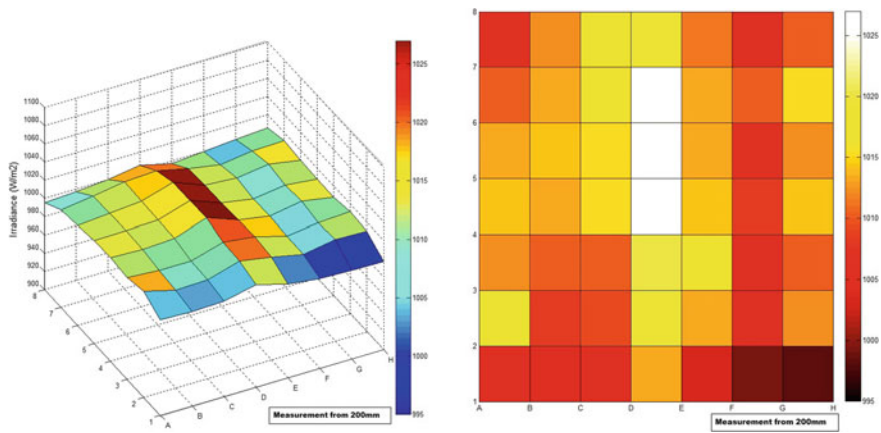 Irradiance (W/m2)
1100
1080
1060
1040
1020
1000
980
960
940
920
900
8
7
6
5
4
3
2
1
A
B
C
D
E
F
G
H
Measurement from 200mm
1025
1020
1015
1010
1005
1000
995
8
7
6
5
4
3
2
1
A
B
C
D
E
F
G
H
Measurement from 200mm
1025
1020
1015
1010
1005
1000
995